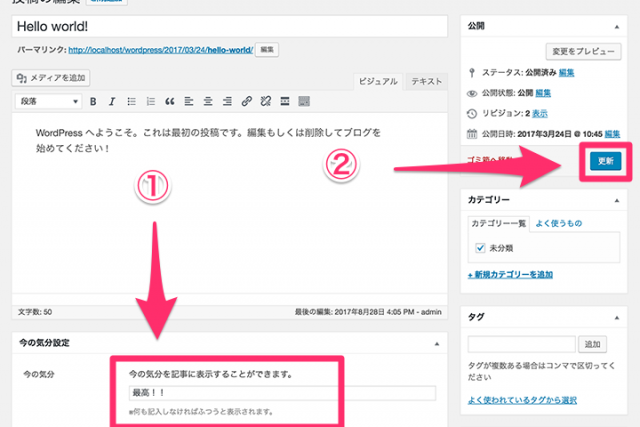 投稿の編集
Hello world!
パーマリンク: http://localhost/wordpress/2017/03/24/hello-world/ 編集
メディアを追加
ビジュアル テキスト
段落 B I
WordPress へようこそ。これは最初の投稿です。編集もしくは削除してブログを
始めてください！
①
②
文字数: 50
最後の編集: 2017年8月28日 4:05 PM - admin
今の気分設定
今の気分
今の気分を記事に表示することができます。
最高！！
※何も記入しなければふつうと表示されます。
公開
変更をプレビュー
ステータス: 公開済み 編集
公開状態: 公開 編集
リビジョン: 2 表示
公開日時: 2017年3月24日 @ 10:45 編集
ゴミ箱へ移動
更新
カテゴリー
カテゴリー一覧 よく使うもの
未分類
+ 新規カテゴリーを追加
タグ
追加
タグが複数ある場合はコンマで区切ってく
ださい
よく使われているタグから選択